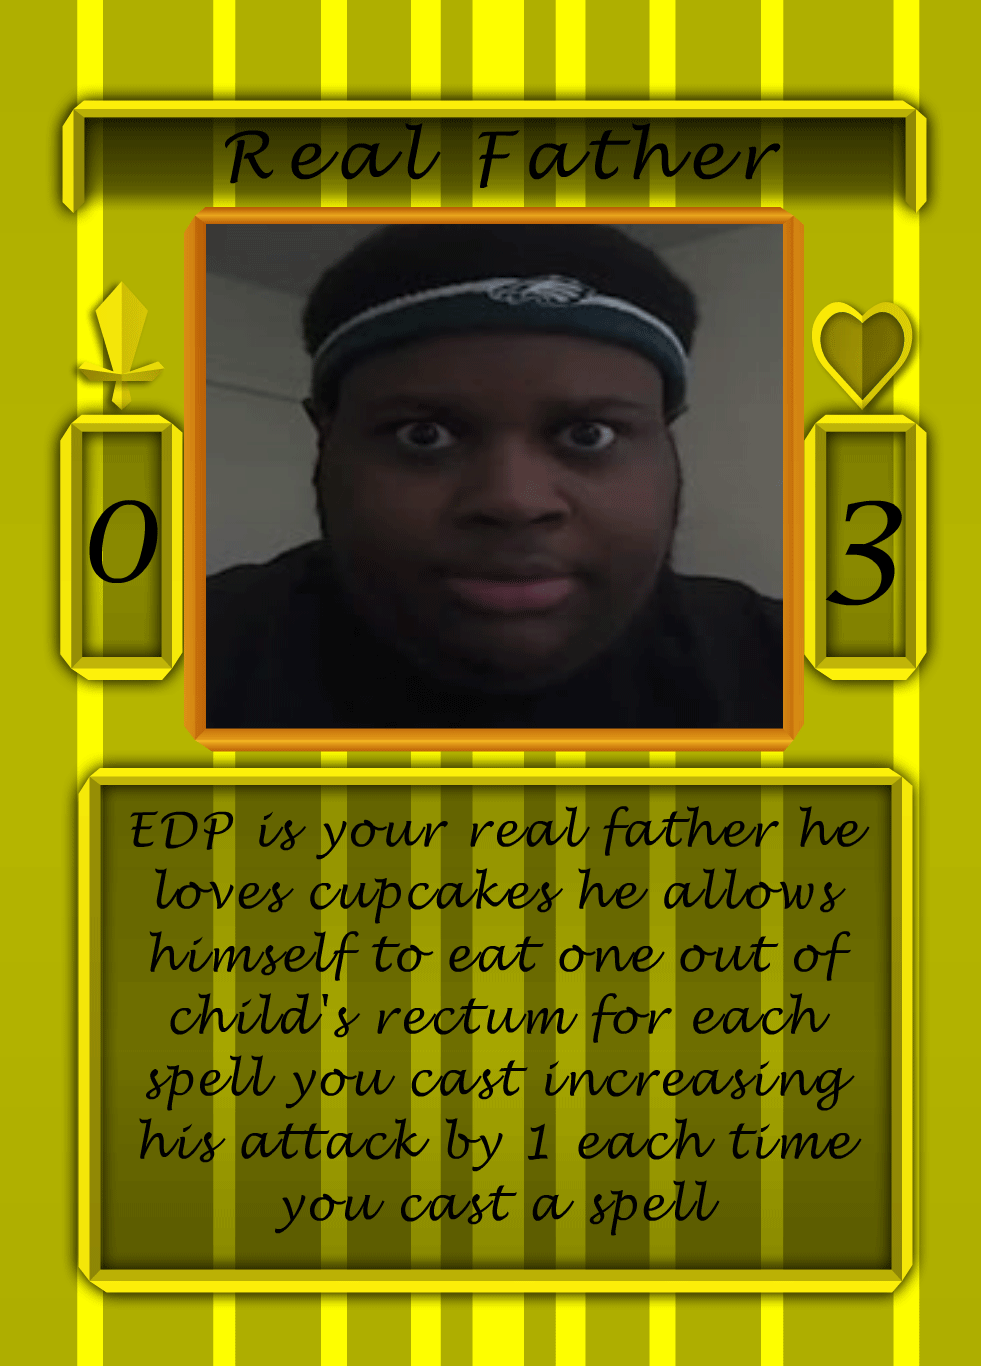 Real Father
0
3
EDP is your real father he
loves cupcakes he allows
himself to eat one out of
child's rectum for each
spell you cast increasing
his attack by 1 each time
you cast a spell